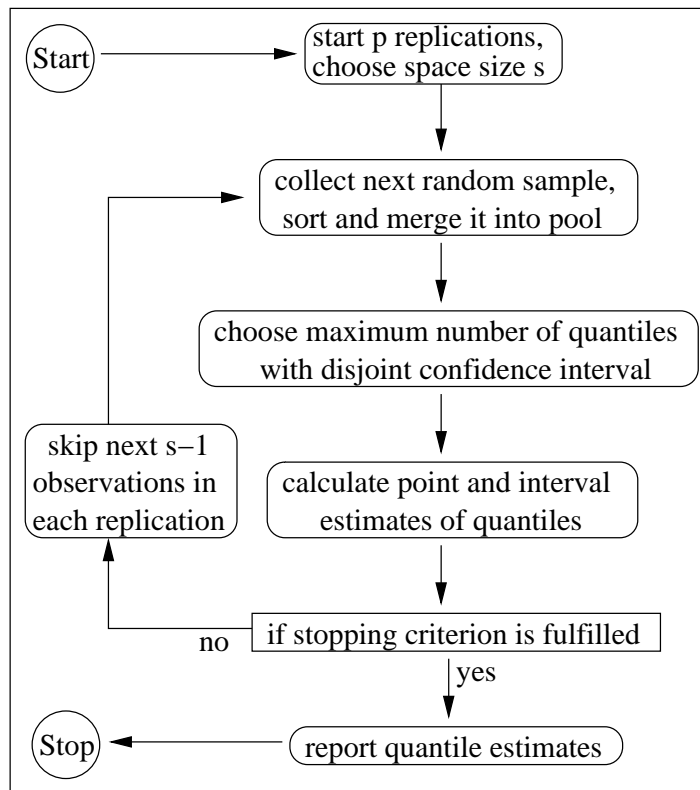 Start
start p replications,
choose space size s
collect next random sample,
sort and merge it into pool
choose maximum number of quantiles
with disjoint confidence interval
skip next s−1
observations in
each replication
calculate point and interval
estimates of quantiles
no
if stopping criterion is fulfilled
yes
Stop
report quantile estimates